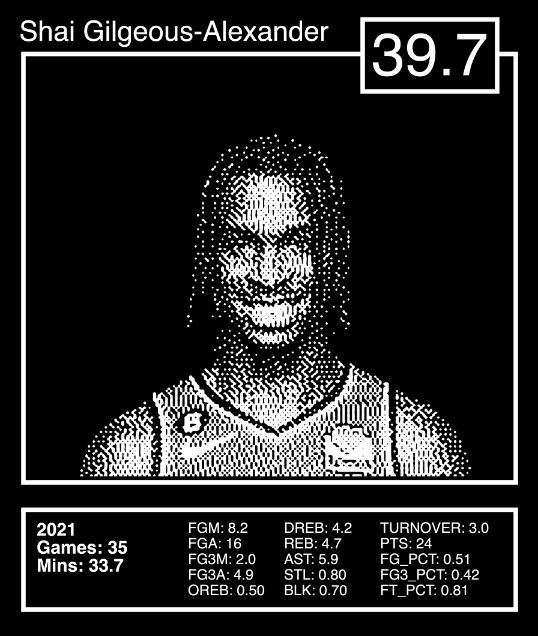 Shai Gilgeous-Alexander
39.7
6
2021
Games: 35
Mins: 33.7
FGM: 8.2
FGA: 16
FG3M: 2.0
FG3A: 4.9
OREB: 0.50
DREB: 4.2
REB: 4.7
AST: 5.9
STL: 0.80
BLK: 0.70
TURNOVER: 3.0
PTS: 24
FG_PCT: 0.51
FG3_PCT: 0.42
FT_PCT: 0.81